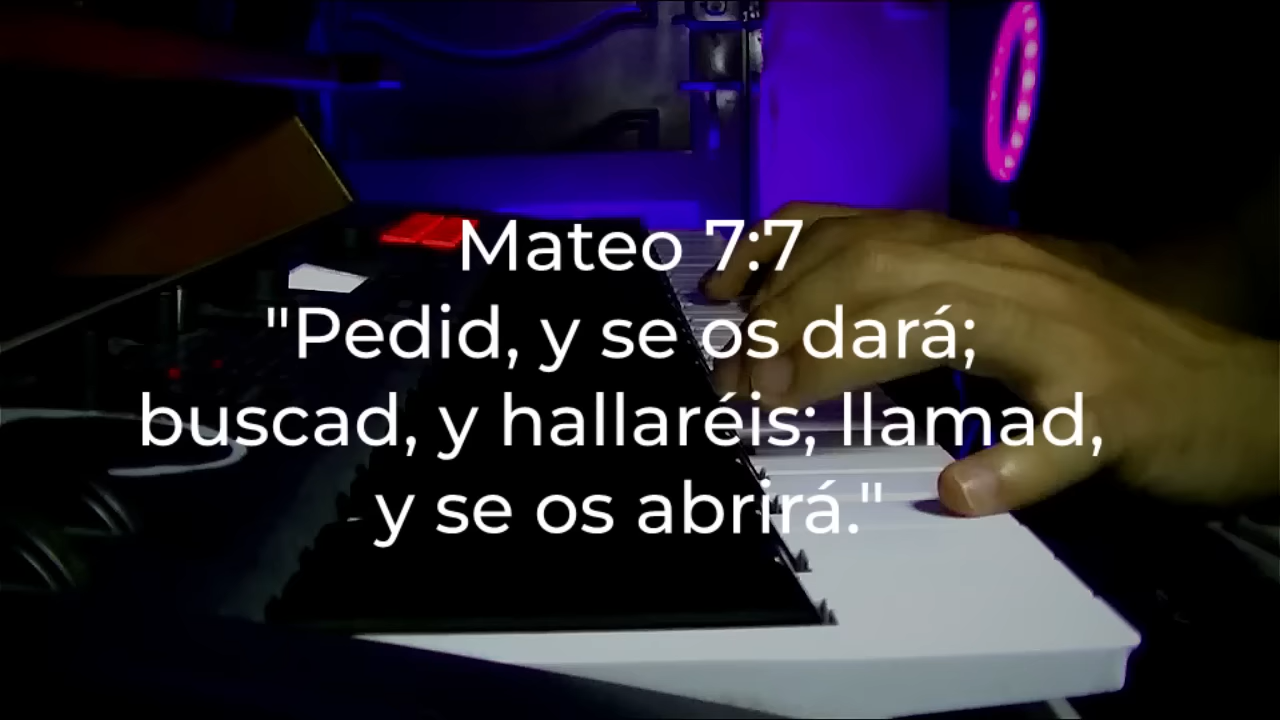 Mateo 7:7
"Pedid, y se os dará;
buscad, y hallaréis; llamad,
y se os abrirá."